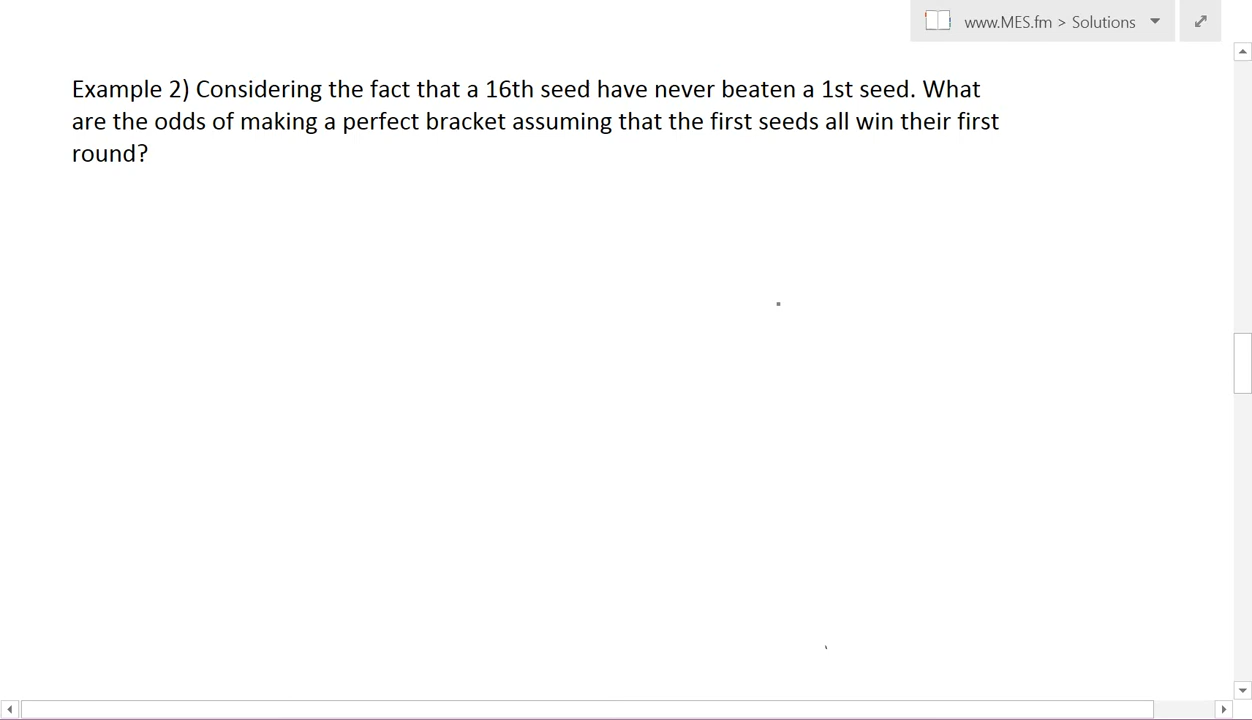 www.MES.fm > Solutions
Example 2) Considering the fact that a 16th seed have never beaten a 1st seed. What
are the odds of making a perfect bracket assuming that the first seeds all win their first
round?